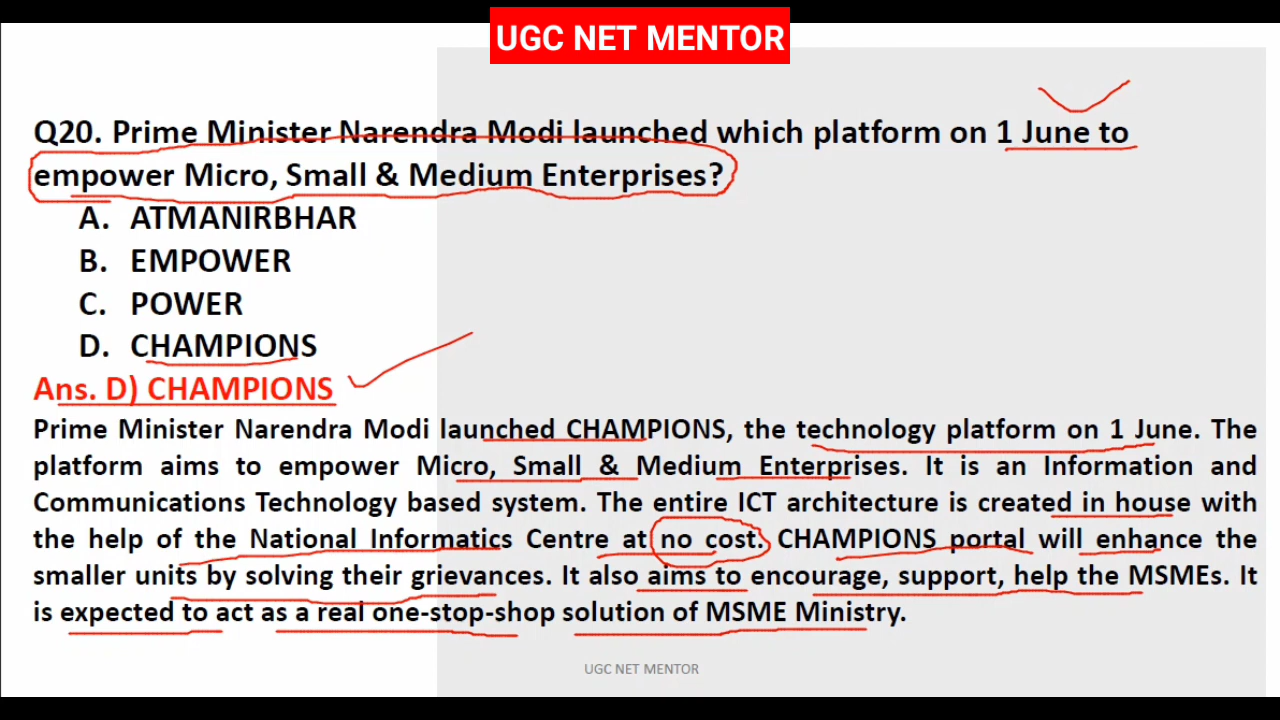 UGC NET MENTOR
Q20. Prime Minister Narendra Modi launched which platform on 1 June to
empower Micro, Small & Medium Enterprises?
A. ATMANIRBHAR
B. EMPOWER
C. POWER
D. CHAMPIONS
Ans. D) CHAMPIONS
Prime Minister Narendra Modi launched CHAMPIONS, the technology platform on 1 June. The
platform aims to empower Micro, Small & Medium Enterprises. It is an Information and
Communications Technology based system. The entire ICT architecture is created in house with
the help of the National Informatics Centre at no cost. CHAMPIONS portal will enhance the
smaller units by solving their grievances. It also aims to encourage, support, help the MSMEs. It
is expected to act as a real one-stop-shop solution of MSME Ministry.
UGC NET MENTOR